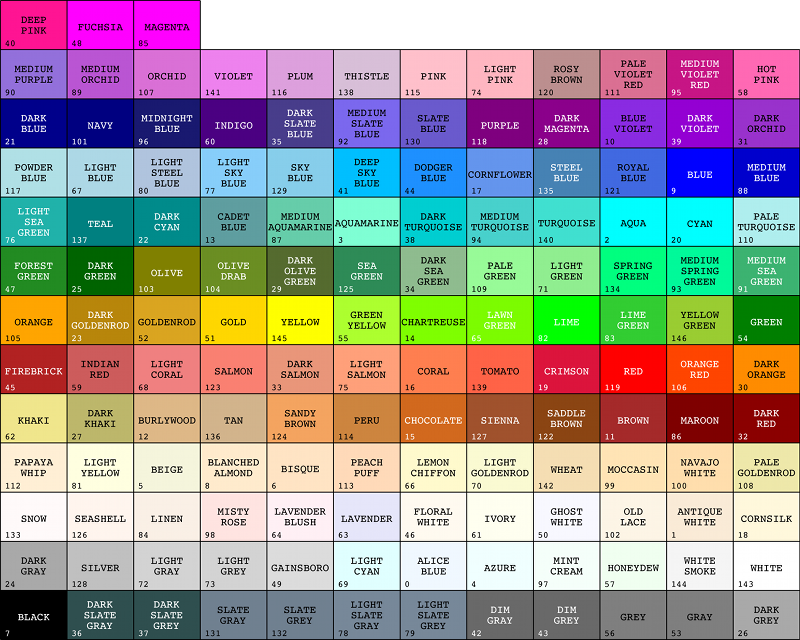 DEEP
PINK
40
FUCHSIA
48
MAGENTA
85
MEDIUM
PURPLE
90
MEDIUM
ORCHID
89
ORCHID
107
VIOLET
141
PLUM
116
THISTLE
138
PINK
115
LIGHT
PINK
74
ROSY
BROWN
120
PALE
VIOLET
RED
111
MEDIUM
VIOLET
RED
95
HOT
PINK
58
DARK
BLUE
21
NAVY
101
MIDNIGHT
BLUE
96
INDIGO
60
DARK
SLATE
BLUE
35
MEDIUM
SLATE
BLUE
92
SLATE
BLUE
130
PURPLE
118
DARK
MAGENTA
28
BLUE
VIOLET
10
DARK
VIOLET
39
DARK
ORCHID
31
POWDER
BLUE
117
LIGHT
BLUE
67
LIGHT
STEEL
BLUE
80
LIGHT
SKY
BLUE
77
SKY
BLUE
129
DEEP
SKY
BLUE
41
DODGER
BLUE
44
CORNFLOWER
17
STEEL
BLUE
135
ROYAL
BLUE
121
BLUE
9
MEDIUM
BLUE
88
LIGHT
SEA
GREEN
76
TEAL
137
DARK
CYAN
22
CADET
BLUE
13
MEDIUM
AQUAMARINE
87
AQUAMARINE
3
DARK
TURQUOISE
38
MEDIUM
TURQUOISE
94
TURQUOISE
140
AQUA
2
CYAN
20
PALE
TURQUOISE
110
FOREST
GREEN
47
DARK
GREEN
25
OLIVE
103
OLIVE
DRAB
104
DARK
OLIVE
GREEN
29
SEA
GREEN
125
DARK
SEA
GREEN
34
PALE
GREEN
109
LIGHT
GREEN
71
SPRING
GREEN
134
MEDIUM
SPRING
GREEN
93
MEDIUM
SEA
GREEN
91
ORANGE
105
DARK
GOLDENROD
23
GOLDENROD
52
GOLD
51
YELLOW
145
GREEN
YELLOW
55
CHARTREUSE
14
LAWN
GREEN
65
LIME
82
LIME
GREEN
83
YELLOW
GREEN
146
GREEN
54
FIREBRICK
45
INDIAN
RED
59
LIGHT
CORAL
68
SALMON
123
DARK
SALMON
33
LIGHT
SALMON
75
CORAL
16
TOMATO
139
CRIMSON
19
RED
119
ORANGE
RED
106
DARK
ORANGE
30
KHAKI
62
DARK
KHAKI
27
BURLYWOOD
12
TAN
136
SANDY
BROWN
124
PERU
114
CHOCOLATE
15
SIENNA
127
SADDLE
BROWN
122
BROWN
11
MAROON
86
DARK
RED
32
PAPAYA
WHIP
112
LIGHT
YELLOW
81
BEIGE
5
BLANCHED
ALMOND
8
BISQUE
6
PEACH
PUFF
113
LEMON
CHIFFON
66
LIGHT
GOLDENROD
70
WHEAT
142
MOCCASIN
99
NAVAJO
WHITE
100
PALE
GOLDENROD
108
SNOW
133
SEASHELL
126
LINEN
84
MISTY
ROSE
98
LAVENDER
BLUSH
64
LAVENDER
63
FLORAL
WHITE
46
IVORY
61
GHOST
WHITE
50
OLD
LACE
102
ANTIQUE
WHITE
1
CORNSILK
18
DARK
GRAY
24
SILVER
128
LIGHT
GRAY
72
LIGHT
GREY
73
GAINSBORO
49
LIGHT
CYAN
69
ALICE
BLUE
0
AZURE
4
MINT
CREAM
97
HONEYDEW
57
WHITE
SMOKE
144
WHITE
143
BLACK
7
DARK
SLATE
GRAY
36
DARK
SLATE
GREY
37
SLATE
GRAY
131
SLATE
GREY
132
LIGHT
SLATE
GRAY
78
LIGHT
SLATE
GREY
79
DIM
GRAY
42
DIM
GREY
43
GREY
56
GRAY
53
DARK
GREY
26